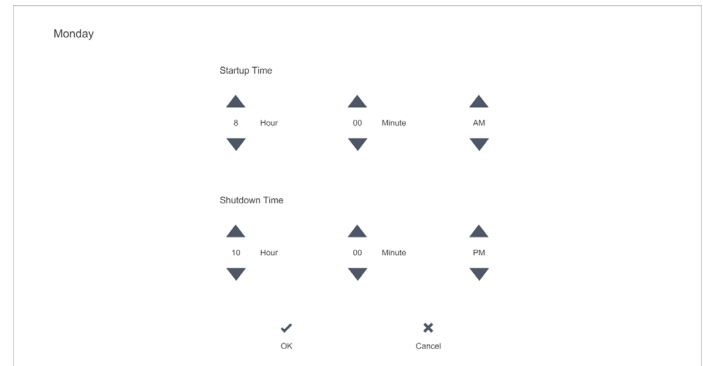 Monday
Startup Time
8 Hour 00 Minute AM
Shutdown Time
10 Hour 00 Minute PM
OK Cancel